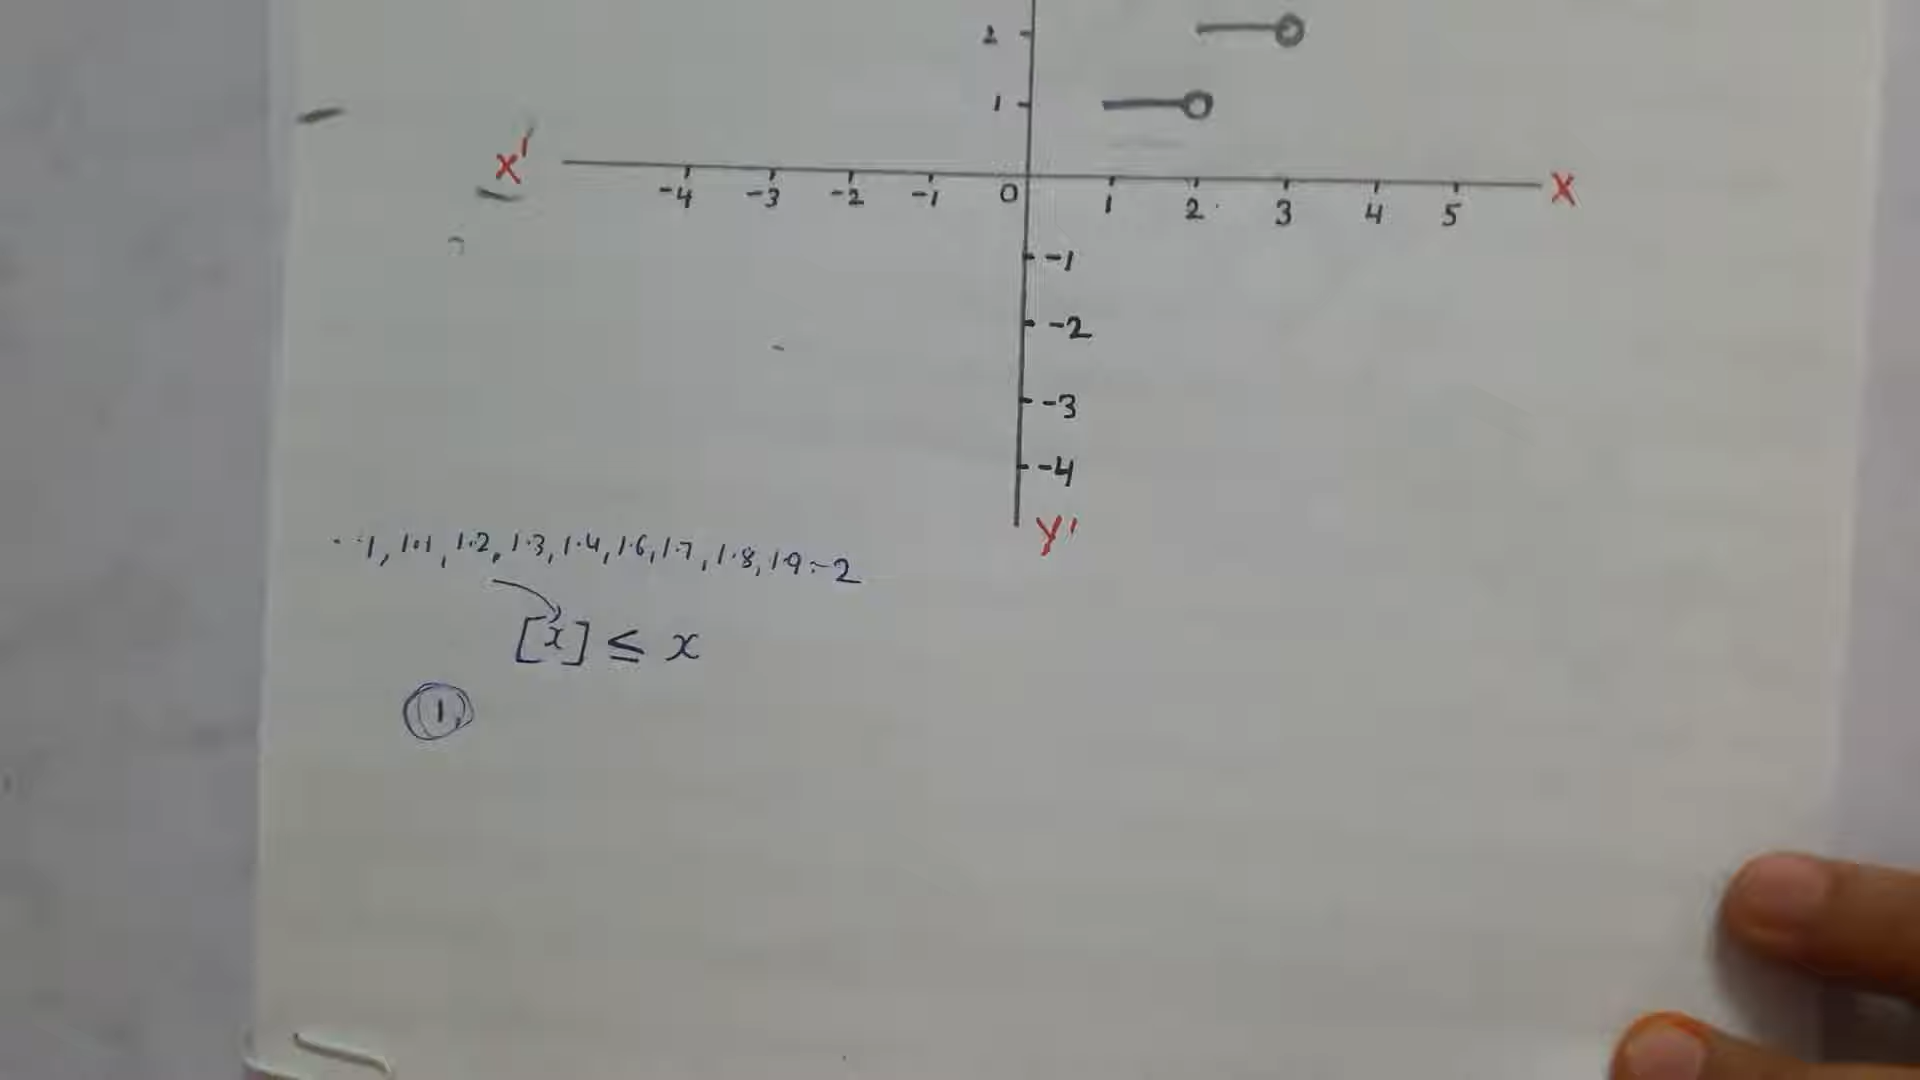 2
1
X'
-4 -3 -2 -1 0 1 2 3 4 5 X
-1
-2
-3
-4
Y'
1, 1.1, 1.2, 1.3, 1.4, 1.6, 1.7, 1.8, 1.9 - 2
[x] ≤ x
1,